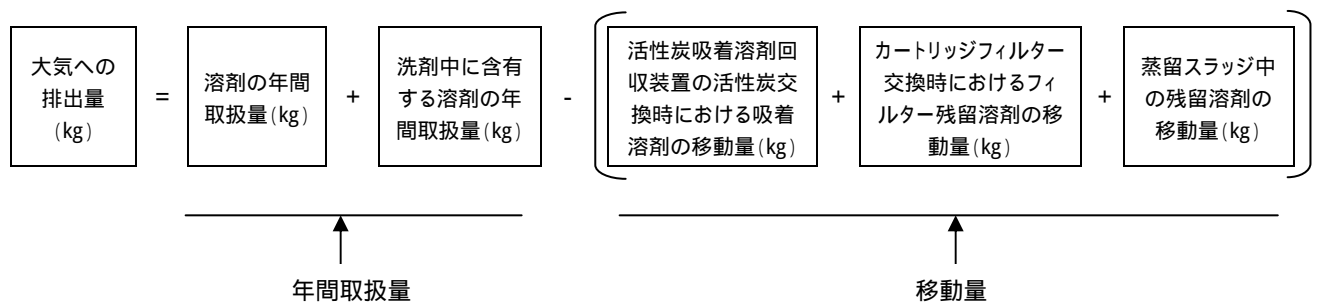 大気への
排出量
(kg)
=
溶剤の年間
取扱量(kg)
+
洗剤中に含有
する溶剤の年
間取扱量(kg)
-
活性炭吸着溶剤回
収装置の活性炭交
換時における吸着
溶剤の移動量(kg)
+
カートリッジフィルター
交換時におけるフィ
ルター残留溶剤の移
動量(kg)
+
蒸留スラッジ中
の残留溶剤の
移動量(kg)
年間取扱量
移動量